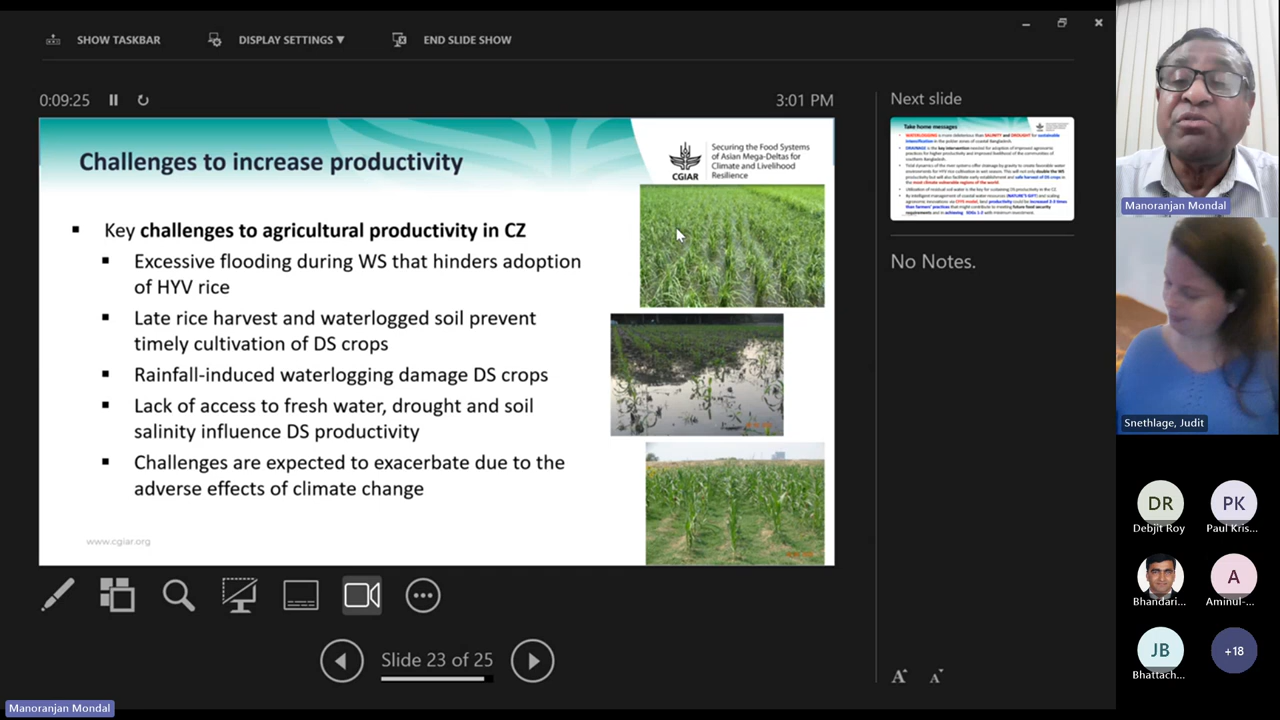 SHOW TASKBAR
DISPLAY SETTINGS ▼
END SLIDE SHOW
0:09:25
3:01 PM
Challenges to increase productivity
CGIAR
Securing the Food Systems
of Asian Mega-Deltas for
Climate and Livelihood
Resilience
▪ Key challenges to agricultural productivity in CZ
▪ Excessive flooding during WS that hinders adoption
of HYV rice
▪ Late rice harvest and waterlogged soil prevent
timely cultivation of DS crops
▪ Rainfall-induced waterlogging damage DS crops
▪ Lack of access to fresh water, drought and soil
salinity influence DS productivity
▪ Challenges are expected to exacerbate due to the
adverse effects of climate change
www.cgiar.org
Slide 23 of 25
Next slide
Take home messages
No Notes.
Manoranjan Mondal
Snethlage, Judit
DR
Debjit Roy
PK
Paul Kris...
Bhandari...
A
Aminul-...
JB
Bhattach...
+18
Manoranjan Mondal